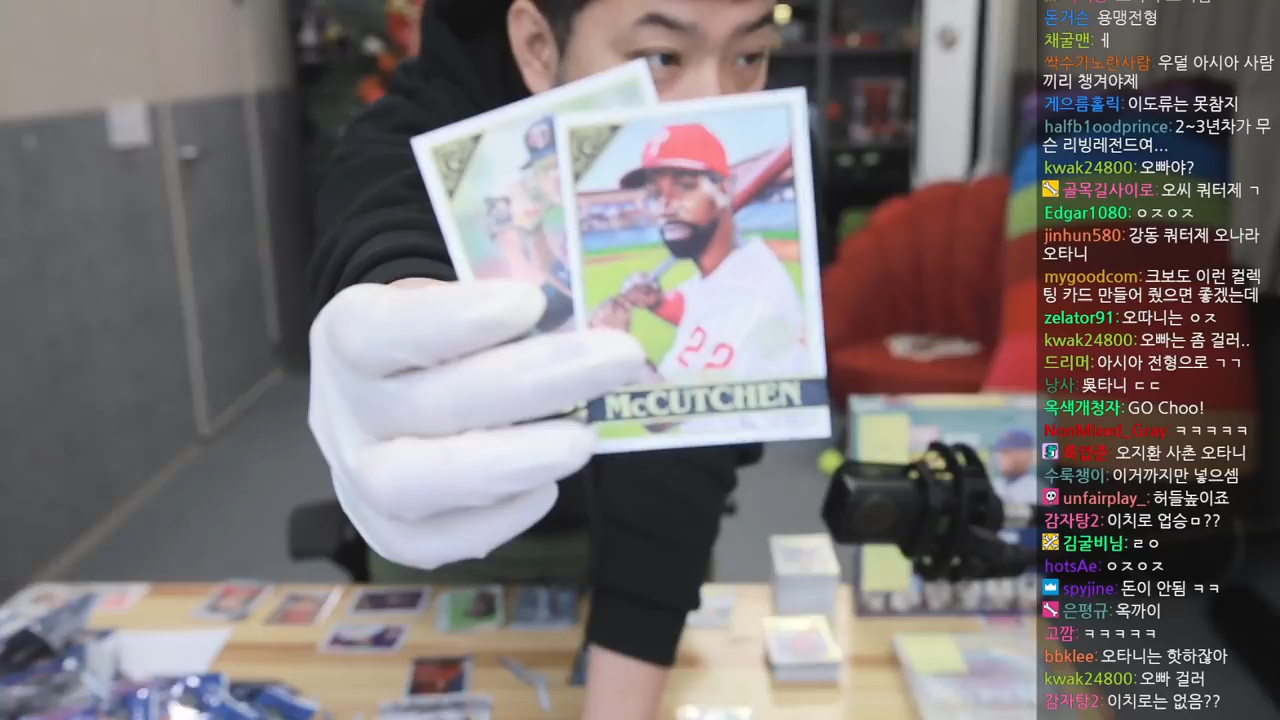 McCUTCHEN
22
돈거슨: 용맹전형
채굴맨: ㅔ
싹수가노란사람: 우덜 아시아 사람
끼리 챙겨야제
게으름홀릭: 이도류는 못참지
halfb1oodprince: 2~3년차가 무
슨 리빙레전드여...
kwak24800: 오빠야?
골목길사이로: 오씨 쿼터제 ㄱ
Edgar1080: ㅇㅈㅇㅈ
jinhun580: 강동 쿼터제 오나라
오타니
mygoodcom: 크보도 이런 컬렉
팅 카드 만들어 줬으면 좋겠는데
zelator91: 오따니는 ㅇㅈ
kwak24800: 오빠는 좀 걸러..
드리머: 아시아 전형으로 ㄱㄱ
낭사: 吳타니 ㄷㄷ
옥색개청자: GO Choo!
NonMixed_Gray: ㅋㅋㅋㅋㅋ
오지환 사촌 오타니
수룩챙이: 이거까지만 넣으셈
unfairplay_: 허들높이죠
감자탕2: 이치로 업승ㅁ??
김굴비님: ㄹㅇ
hotsAe: ㅇㅈㅇㅈ
spyjine: 돈이 안됨 ㅋㅋ
은평규: 옥까이
고깜: ㅋㅋㅋㅋㅋ
bbklee: 오타니는 핫하잖아
kwak24800: 오빠 걸러
감자탕2: 이치로는 없음??